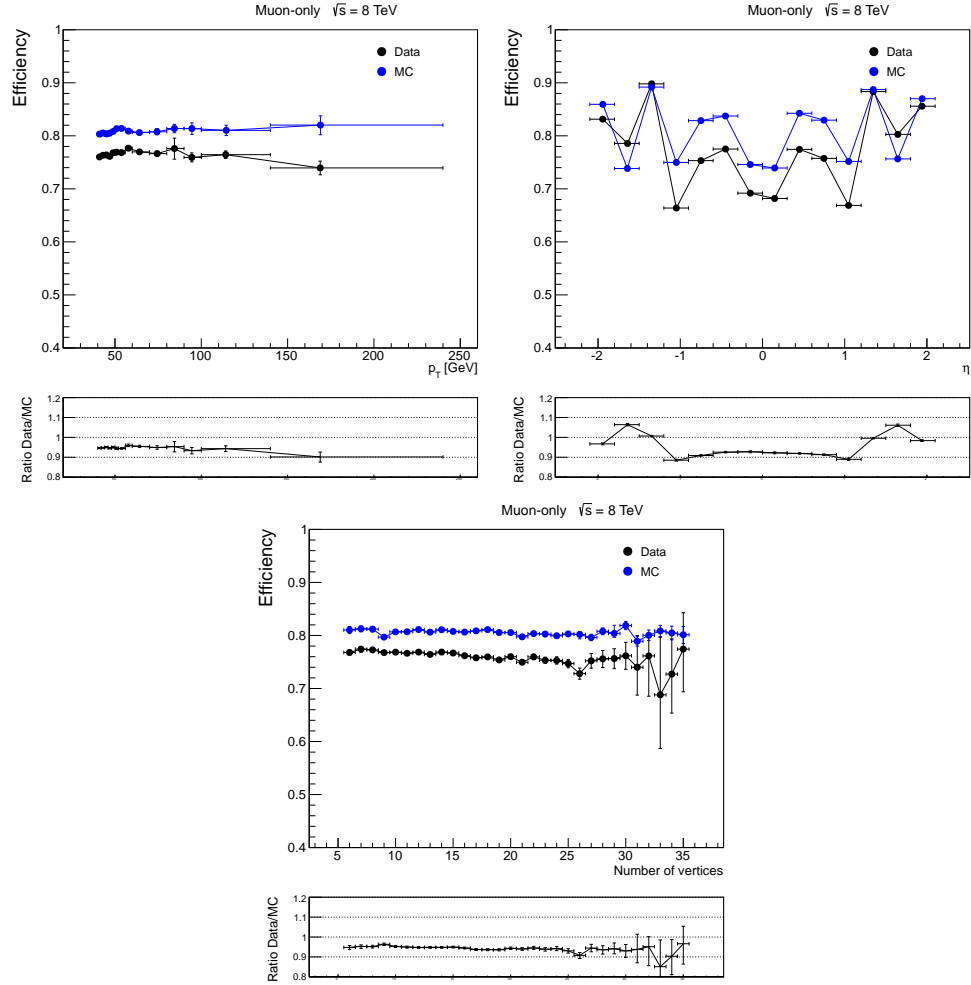 Muon-only √s = 8 TeV
Efficiency
1
0.9
0.8
0.7
0.6
0.5
0.4
Data
MC
50 100 150 200 250
p_T [GeV]
Ratio Data/MC
1.2
1.1
1
0.9
0.8
Muon-only √s = 8 TeV
Efficiency
1
0.9
0.8
0.7
0.6
0.5
0.4
Data
MC
-2 -1 0 1 2
η
Ratio Data/MC
1.2
1.1
1
0.9
0.8
Muon-only √s = 8 TeV
Efficiency
1
0.9
0.8
0.7
0.6
0.5
0.4
Data
MC
5 10 15 20 25 30 35
Number of vertices
Ratio Data/MC
1.2
1.1
1
0.9
0.8